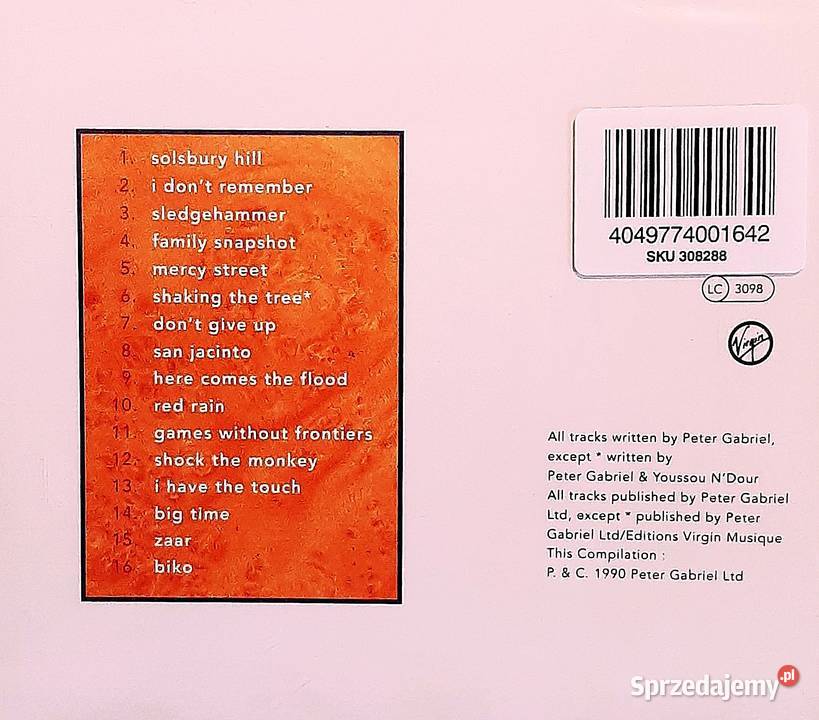 1. solsbury hill
2. i don't remember
3. sledgehammer
4. family snapshot
5. mercy street
6. shaking the tree*
7. don't give up
8. san jacinto
9. here comes the flood
10. red rain
11. games without frontiers
12. shock the monkey
13. i have the touch
14. big time
15. zaar
16. biko
4049774001642
SKU 308288
LC 3098
Virgin
All tracks written by Peter Gabriel,
except * written by
Peter Gabriel & Youssou N'Dour
All tracks published by Peter Gabriel
Ltd, except * published by Peter
Gabriel Ltd/Editions Virgin Musique
This Compilation :
P. & C. 1990 Peter Gabriel Ltd
Sprzedajemy.pl